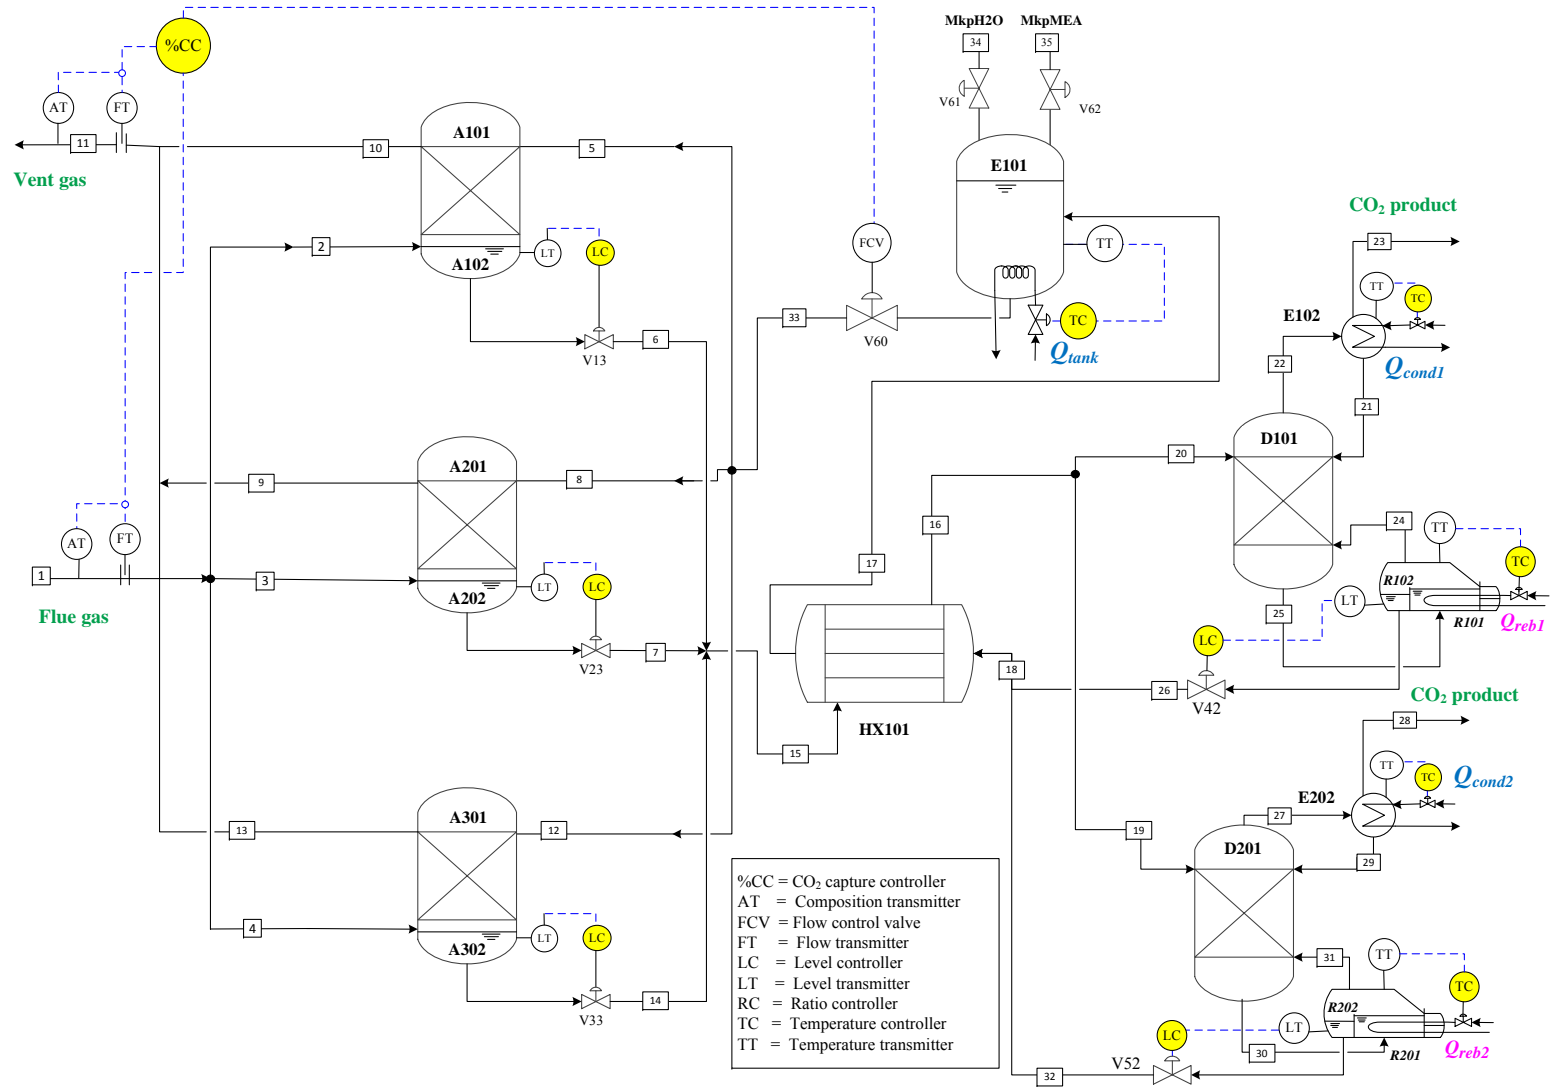 MkpH2O
MkpMEA
34
35
%CC
AT
FT
V61
V62
11
10
A101
5
E101
Vent gas
CO2 product
2
A102
LT
LC
FCV
TT
23
TT
TC
33
V60
TC
Qtank
E102
Qcond1
6
V13
22
21
D101
9
A201
8
20
16
24
TT
AT
FT
1
3
A202
LT
LC
17
R102
TC
LT
R101
Qreb1
Flue gas
25
7
V23
LC
18
26
V42
CO2 product
HX101
15
28
TT
TC
Qcond2
E202
27
A301
13
12
19
D201
29
4
A302
LT
LC
14
V33
%CC = CO2 capture controller
AT = Composition transmitter
FCV = Flow control valve
FT = Flow transmitter
LC = Level controller
LT = Level transmitter
RC = Ratio controller
TC = Temperature controller
TT = Temperature transmitter
31
TT
TC
R202
LT
LC
30
R201
Qreb2
V52
32